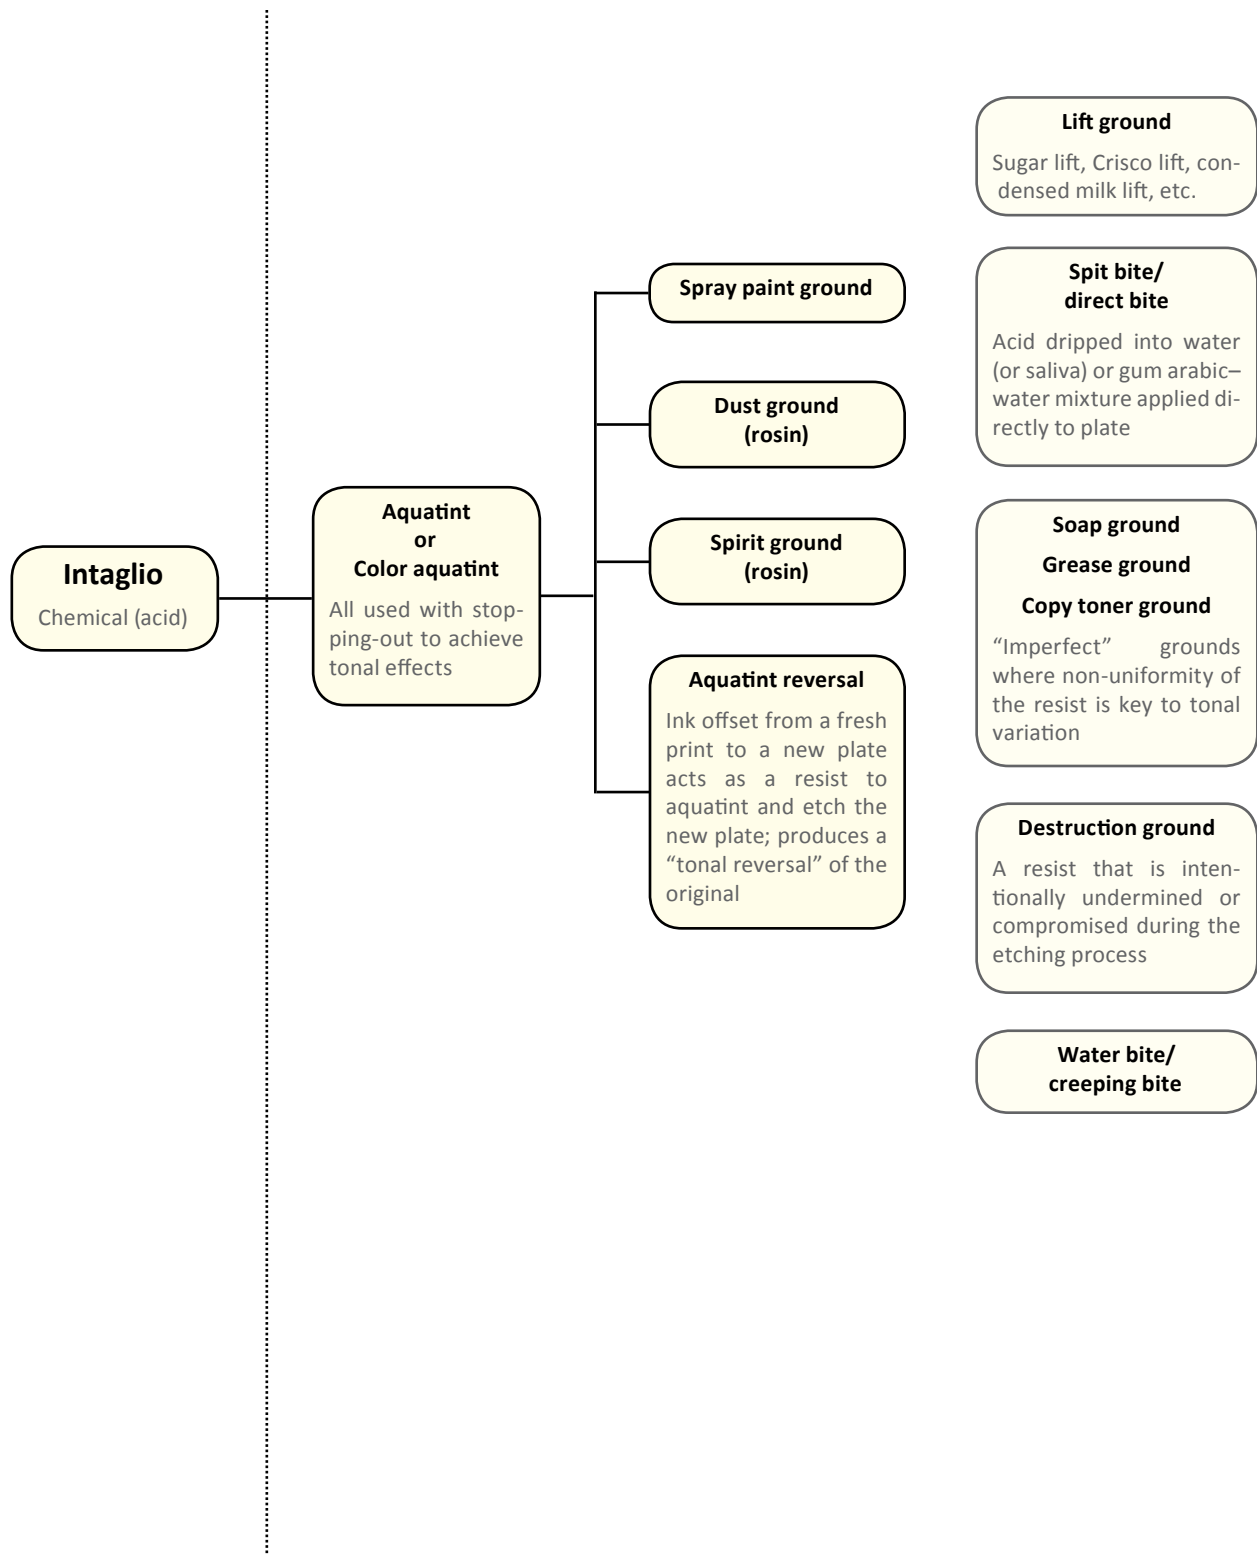 Intaglio
Chemical (acid)
Aquatint
or
Color aquatint
All used with stop-
ping-out to achieve
tonal effects
Spray paint ground
Dust ground
(rosin)
Spirit ground
(rosin)
Aquatint reversal
Ink offset from a fresh
print to a new plate
acts as a resist to
aquatint and etch the
new plate; produces a
“tonal reversal” of the
original
Lift ground
Sugar lift, Crisco lift, con-
densed milk lift, etc.
Spit bite/
direct bite
Acid dripped into water
(or saliva) or gum arabic–
water mixture applied di-
rectly to plate
Soap ground
Grease ground
Copy toner ground
“Imperfect” grounds
where non-uniformity of
the resist is key to tonal
variation
Destruction ground
A resist that is inten-
tionally undermined or
compromised during the
etching process
Water bite/
creeping bite